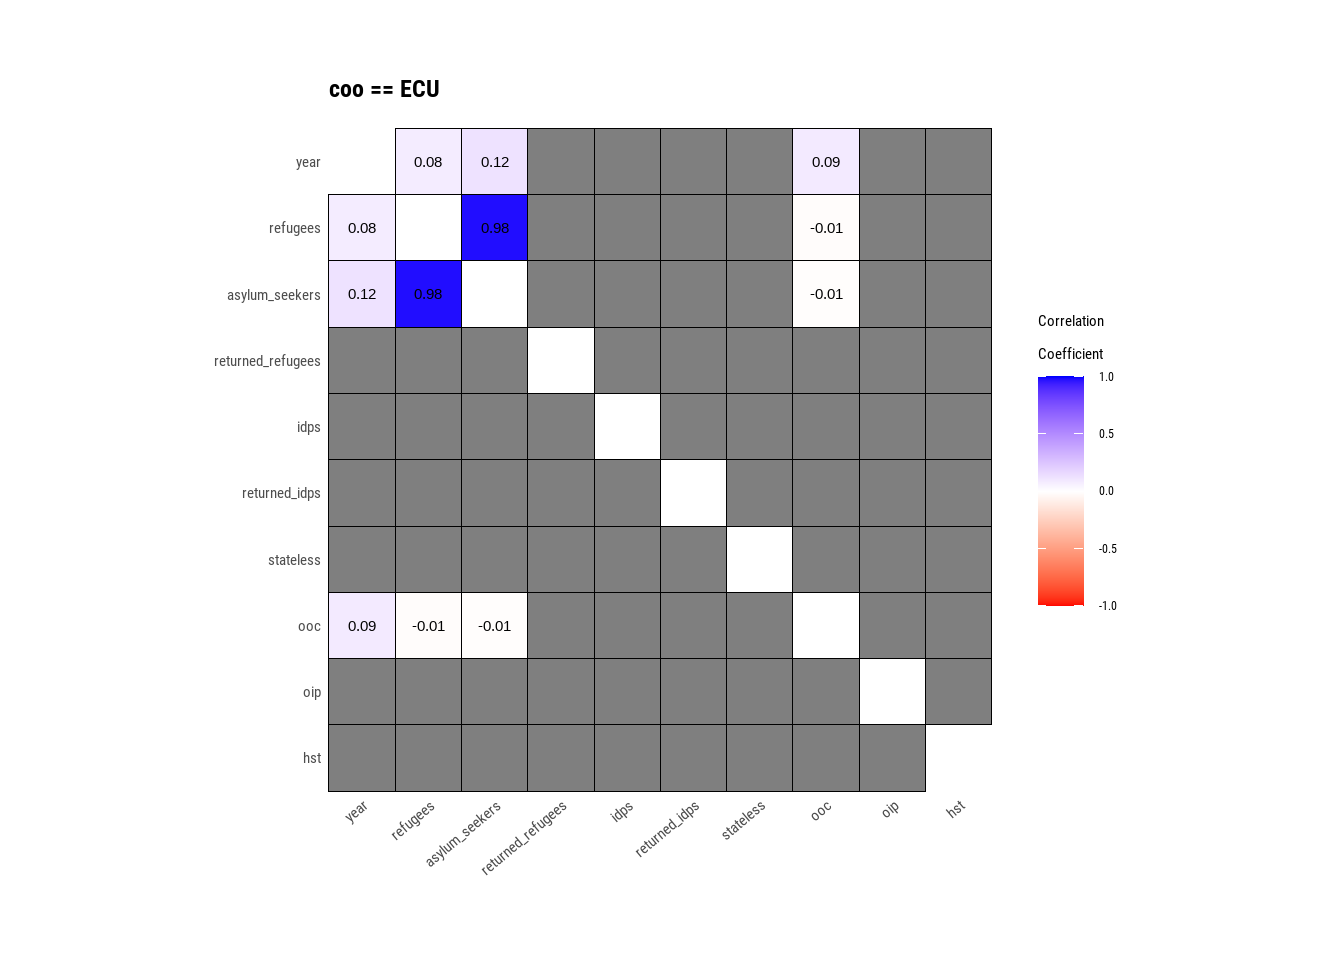 coo == ECU
year 0.08 0.12 0.09
refugees 0.08 0.98 -0.01
asylum_seekers 0.12 0.98 -0.01
returned_refugees
idps
returned_idps
stateless
ooc 0.09 -0.01 -0.01
oip
hst
year refugees asylum_seekers returned_refugees idps returned_idps stateless ooc oip hst
Correlation
Coefficient
1.0
0.5
0.0
-0.5
-1.0